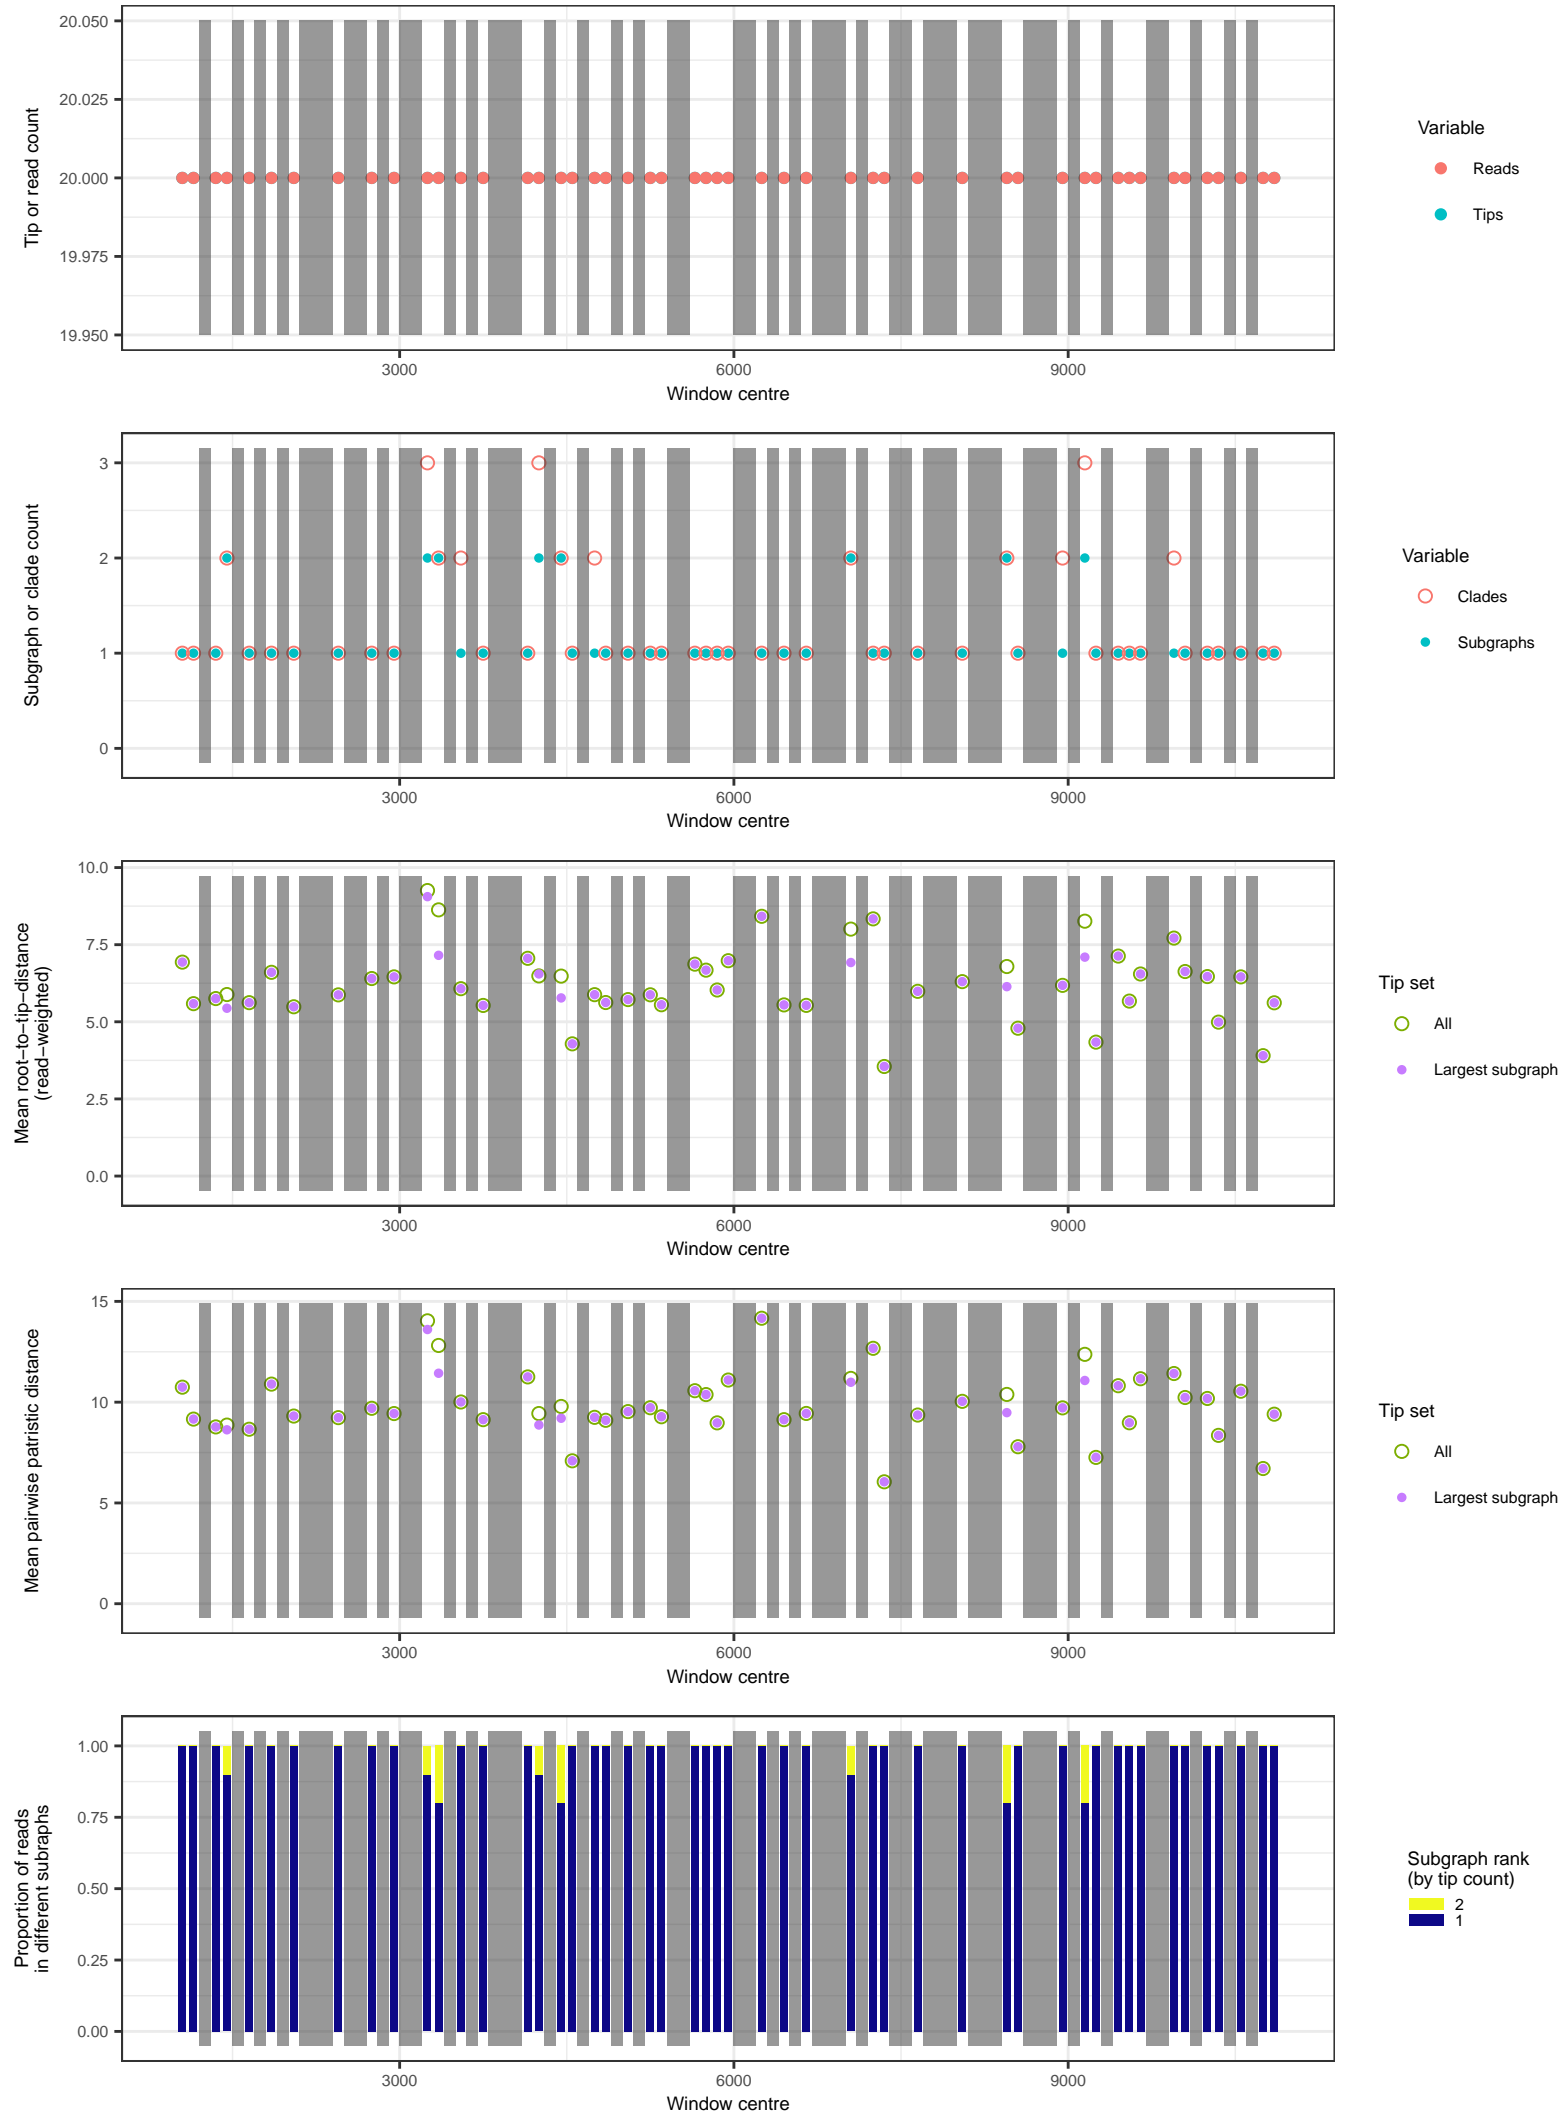 20.050
20.025
20.000
19.975
19.950
Tip or read count
3000 6000 9000
Window centre
Variable
Reads
Tips
3
2
1
0
Subgraph or clade count
3000 6000 9000
Window centre
Variable
Clades
Subgraphs
10.0
7.5
5.0
2.5
0.0
Mean root−to−tip−distance
(read−weighted)
3000 6000 9000
Window centre
Tip set
All
Largest subgraph
15
10
5
0
Mean pairwise patristic distance
3000 6000 9000
Window centre
Tip set
All
Largest subgraph
1.00
0.75
0.50
0.25
0.00
Proportion of reads
in different subraphs
3000 6000 9000
Window centre
Subgraph rank
(by tip count)
2
1